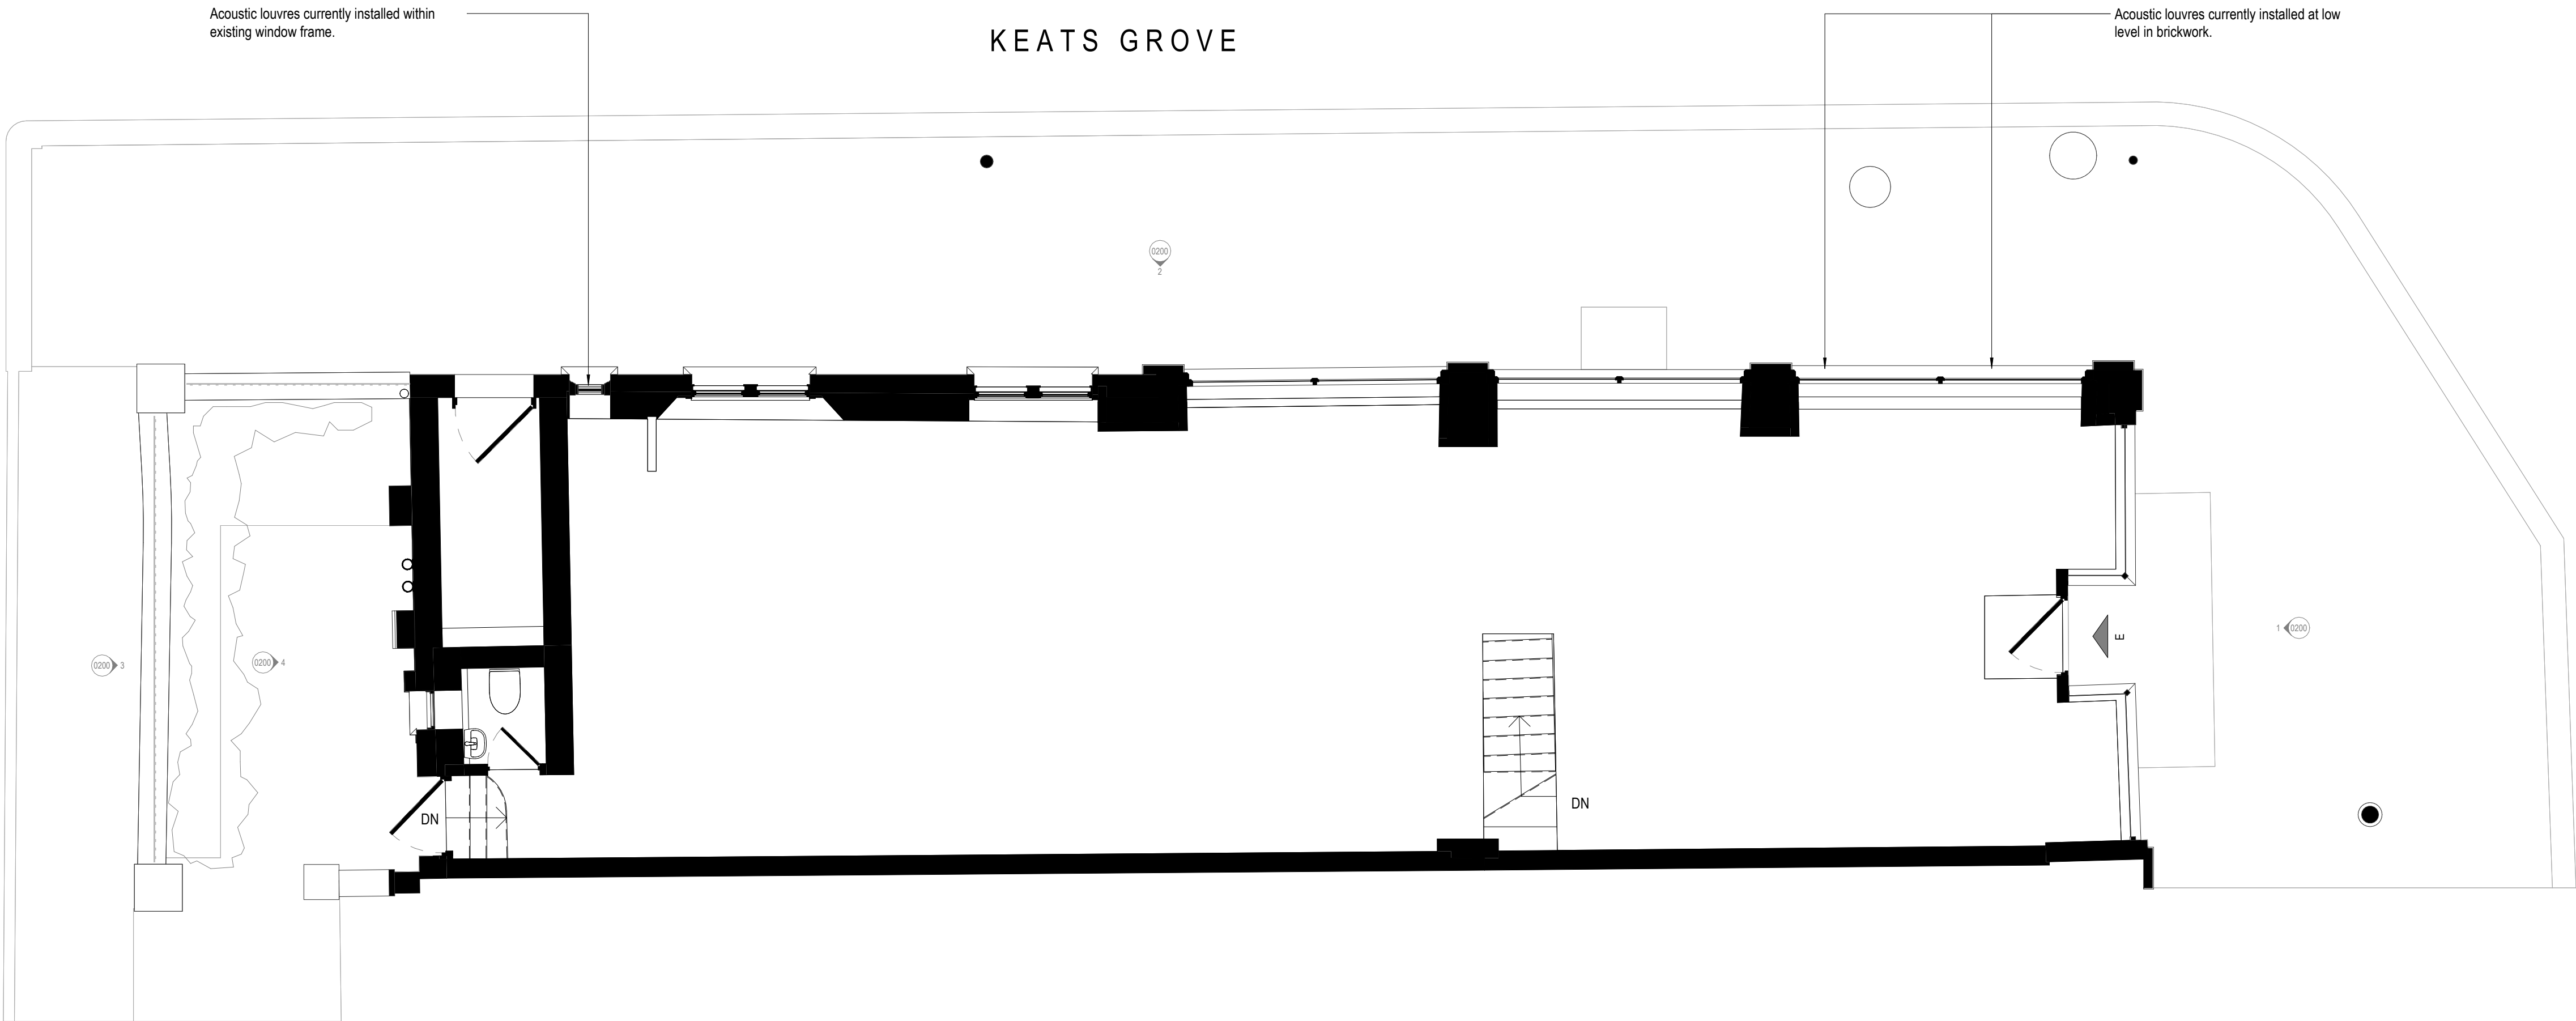 Acoustic louvres currently installed within
existing window frame.
KEATS GROVE
Acoustic louvres currently installed at low
level in brickwork.
0200
2
0200 3
0200 4
1 0200
E
DN
DN